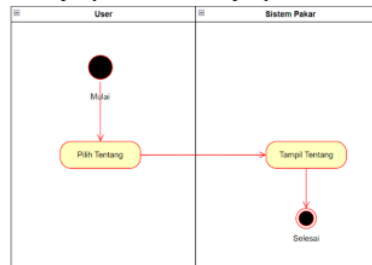 User
Sistem Pakar
Mulai
Pilih Tentang
Tampil Tentang
Selesai